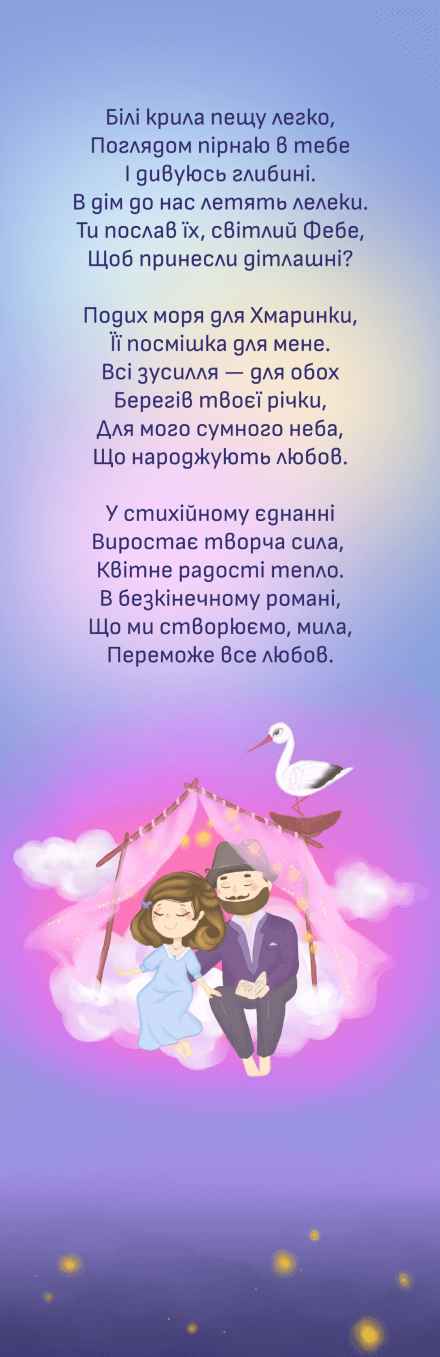 Білі крила пещу легко,
Поглядом пірнаю в тебе
І дивуюсь глибині.
В дім до нас летять лелеки.
Ти послав їх, світлий Фебе,
Щоб принесли дітлашні?
Подих моря для Хмаринки,
Її посмішка для мене.
Всі зусилля — для обох
Берегів твоєї річки,
Для мого сумного неба,
Що народжують любов.
У стихійному єднанні
Виростає творча сила,
Квітне радості тепло.
В безкінечному романі,
Що ми створюємо, мила,
Переможе все любов.